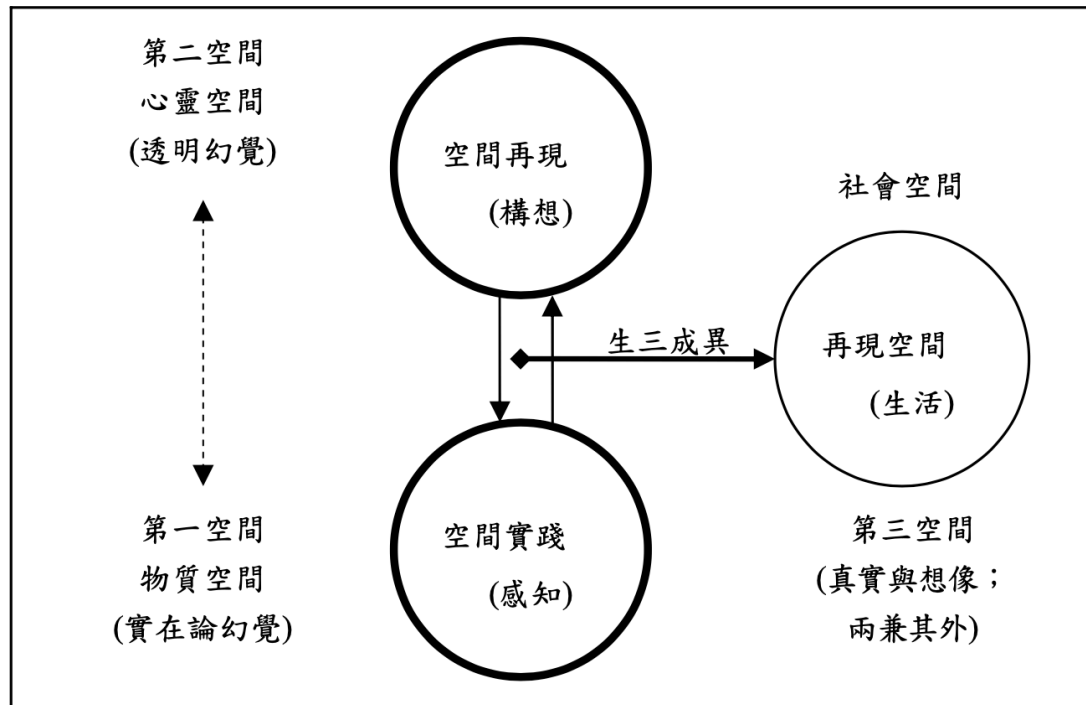 第二空間
心靈空間
(透明幻覺)
空間再現
(構想)
社會空間
生三成異
再現空間
(生活)
第一空間
物質空間
(實在論幻覺)
空間實踐
(感知)
第三空間
(真實與想像；
兩兼其外)